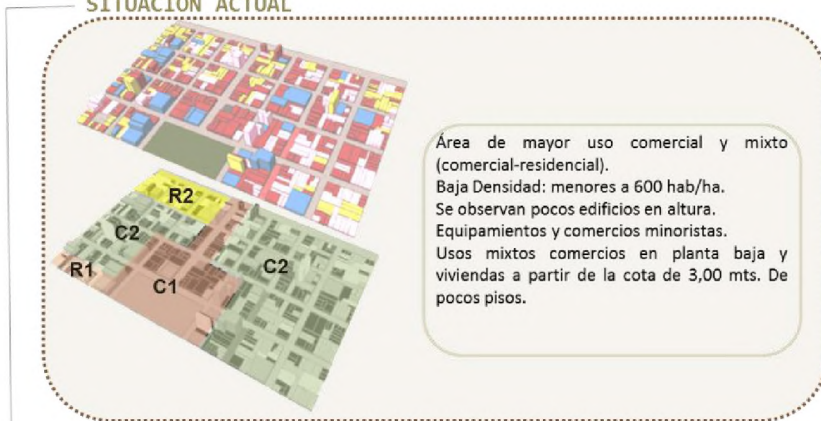 SITUACIÓN ACTUAL
R2
C2
C2
R1
C1
Área de mayor uso comercial y mixto
(comercial-residencial).
Baja Densidad: menores a 600 hab/ha.
Se observan pocos edificios en altura.
Equipamientos y comercios minoristas.
Usos mixtos comercios en planta baja y
viviendas a partir de la cota de 3,00 mts. De
pocos pisos.